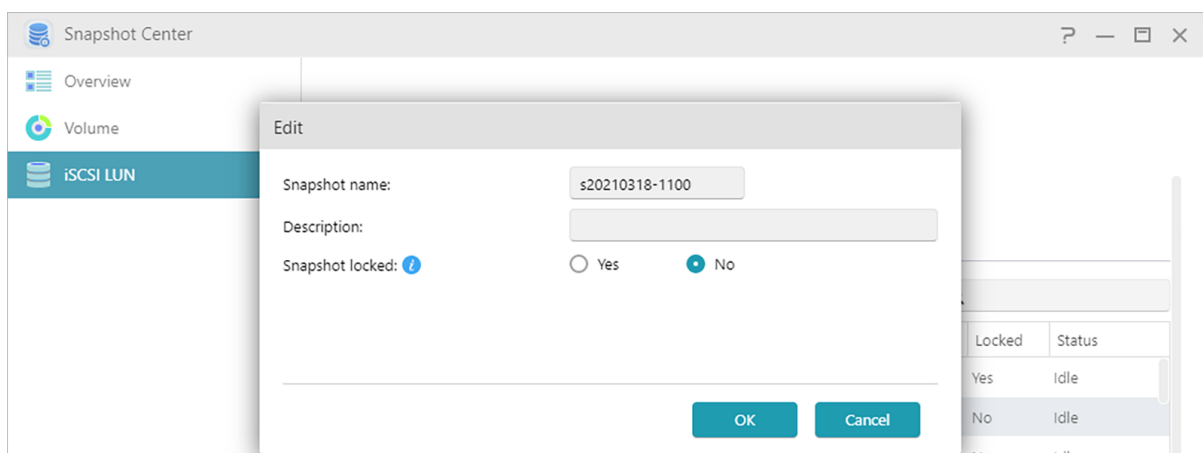 Snapshot Center
Overview
Volume
iSCSI LUN
Edit
Snapshot name: s20210318-1100
Description:
Snapshot locked: Yes No
OK Cancel
Locked Status
Yes Idle
No Idle